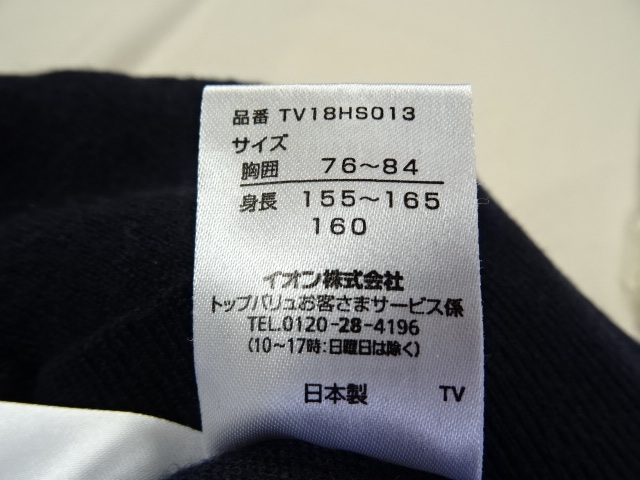 品番 TV18HS013
サイズ
胸囲 76～84
身長 155～165
160
イオン株式会社
トップバリュお客さまサービス係
TEL.0120-28-4196
(10～17時:日曜日は除く)
日本製 TV